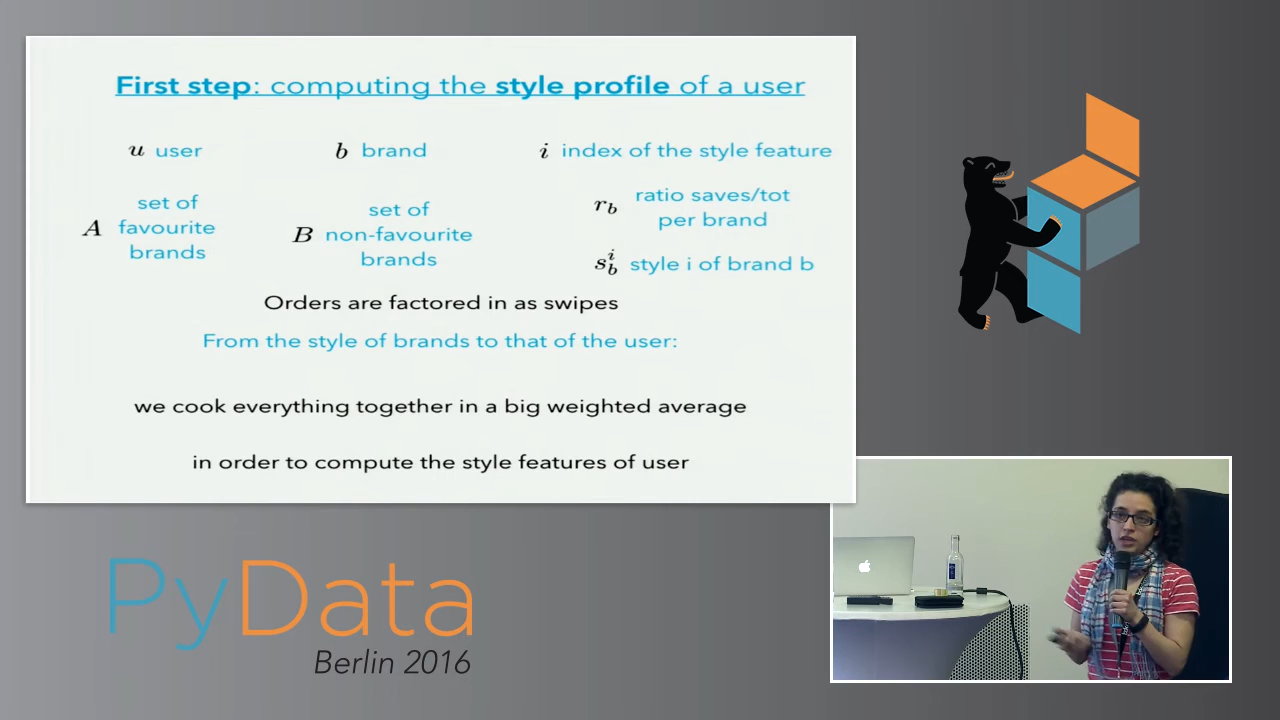 First step: computing the style profile of a user
u user
b brand
i index of the style feature
A set of
favourite
brands
B set of
non-favourite
brands
r_b ratio saves/tot
per brand
s_b^i style i of brand b
Orders are factored in as swipes
From the style of brands to that of the user:
we cook everything together in a big weighted average
in order to compute the style features of user
PyData
Berlin 2016